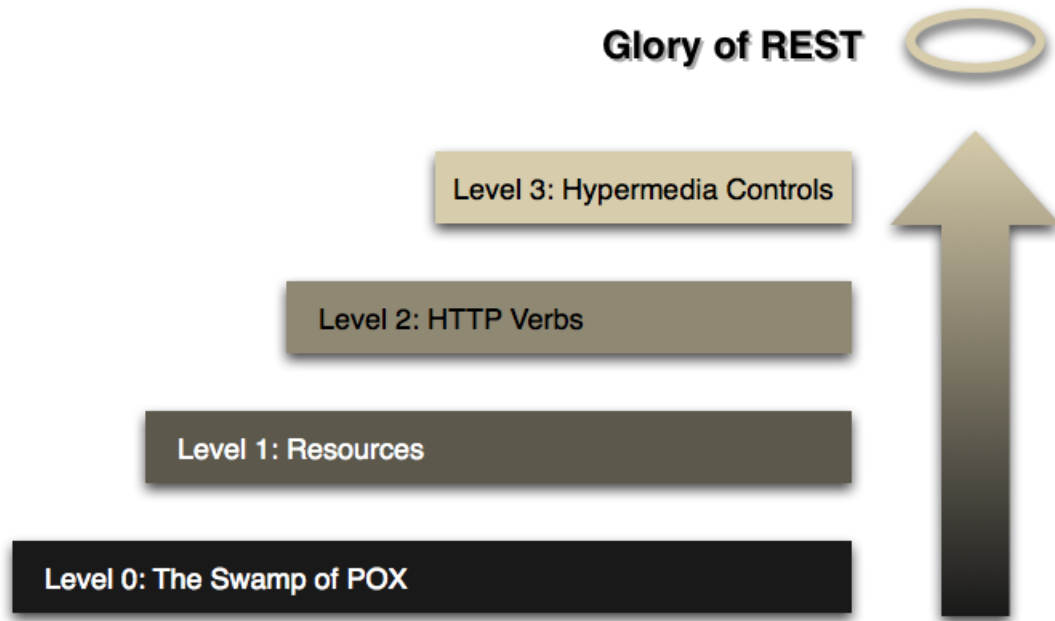 Glory of REST
Level 3: Hypermedia Controls
Level 2: HTTP Verbs
Level 1: Resources
Level 0: The Swamp of POX